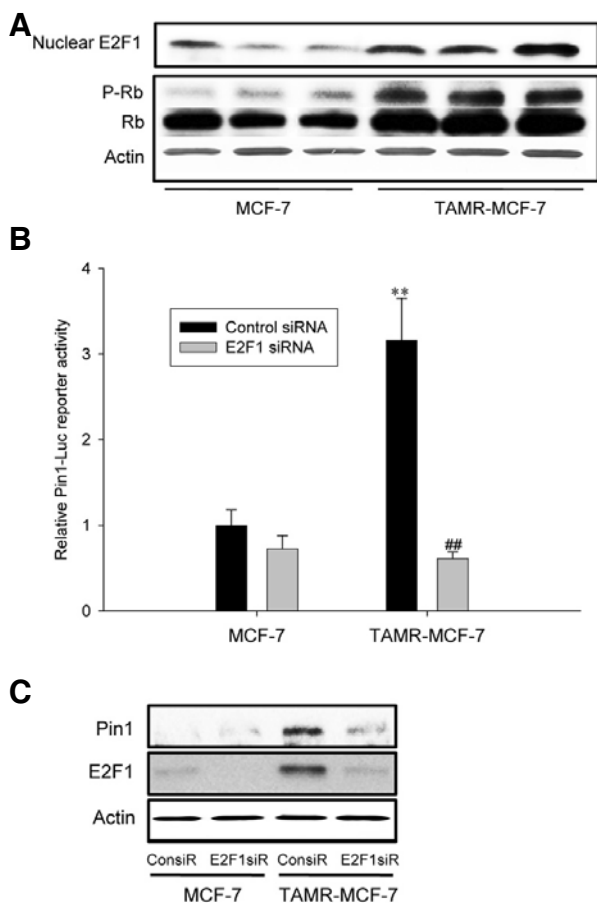 A
Nuclear E2F1
P-Rb
Rb
Actin
MCF-7 TAMR-MCF-7
B
Relative Pin1-Luc reporter activity
4
3
2
1
0
Control siRNA
E2F1 siRNA
**
##
MCF-7 TAMR-MCF-7
C
Pin1
E2F1
Actin
ConsiR E2F1siR ConsiR E2F1siR
MCF-7 TAMR-MCF-7